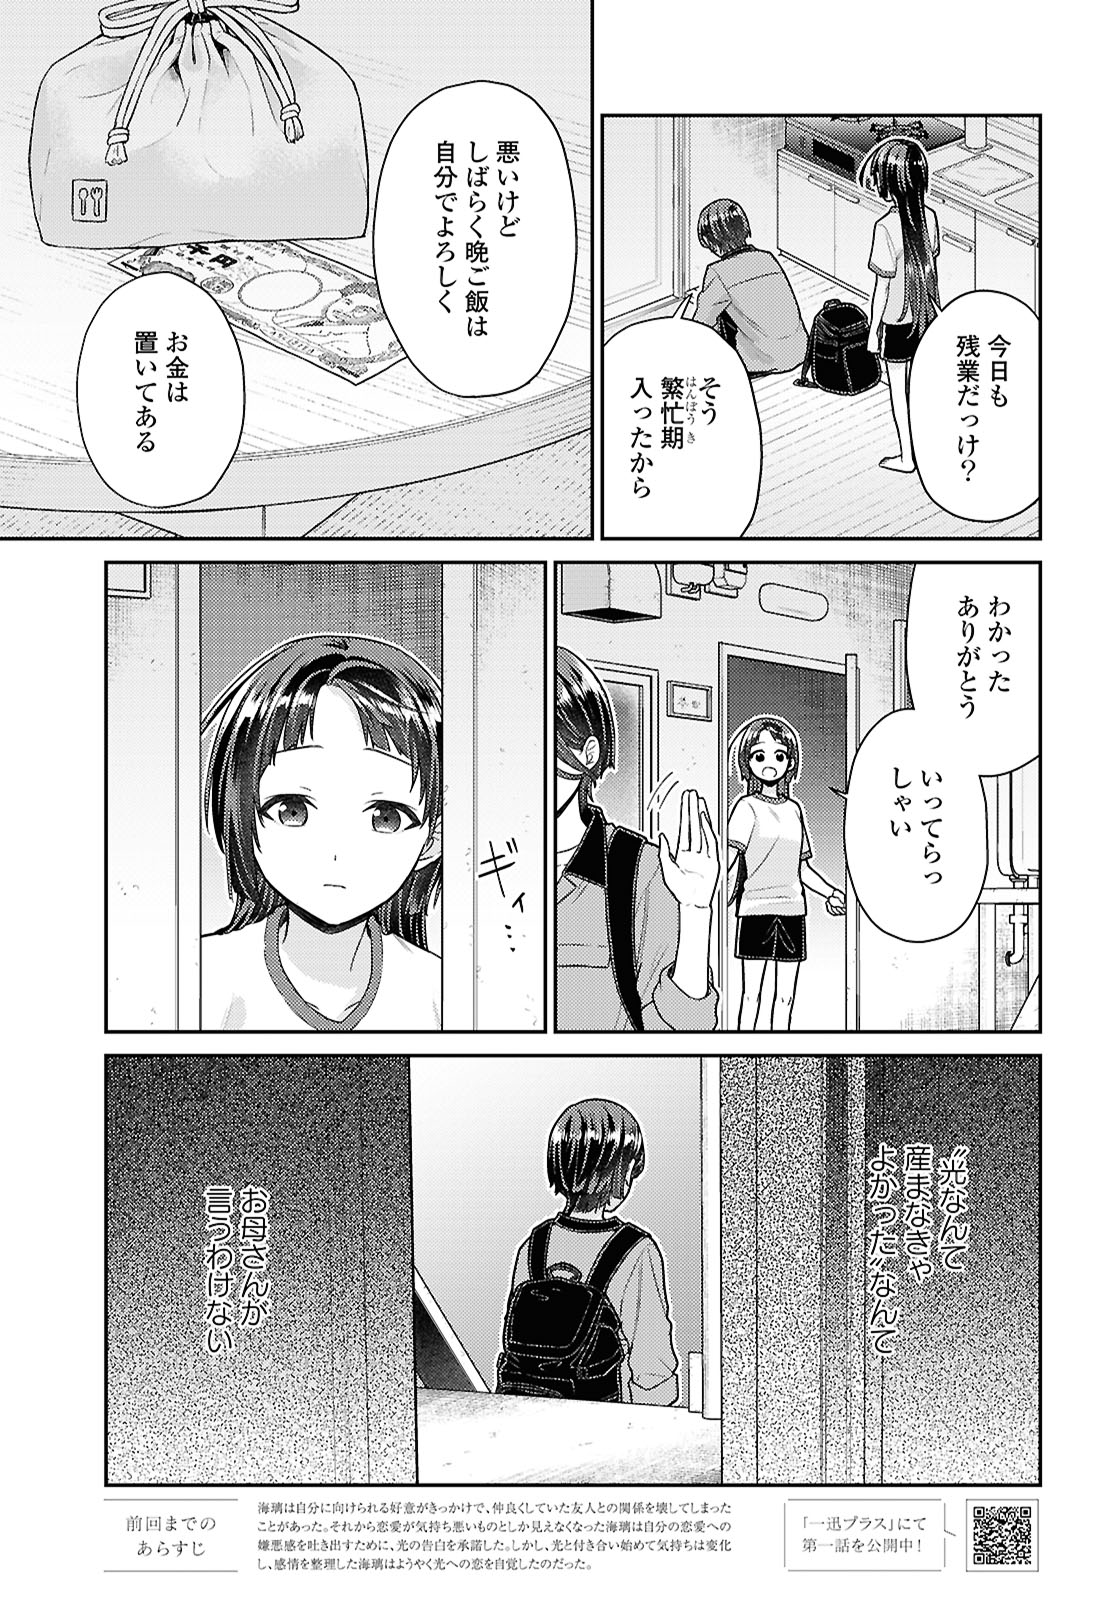 今日も
残業だっけ?
そう
繁忙期
はんぼうき
入ったから
悪いけど
しばらく晩ご飯は
自分でよろしく
お金は
置いてある
千円
わかった
ありがとう
いってらっ
しゃい
ギィ…
〝光なんて
産まなきゃ
よかった〟なんて
お母さんが
言うわけない
前回までの
あらすじ
海璃は自分に向けられる好意がきっかけで、仲良くしていた友人との関係を壊してしまった
ことがあった。それから恋愛が気持ち悪いものとしか見えなくなった海璃は自分の恋愛への
嫌悪感を吐き出すために、光の告白を承諾した。しかし、光と付き合い始めて気持ちは変化
し、感情を整理した海璃はようやく光への恋を自覚したのだった。
「一迅プラス」にて
第一話を公開中!